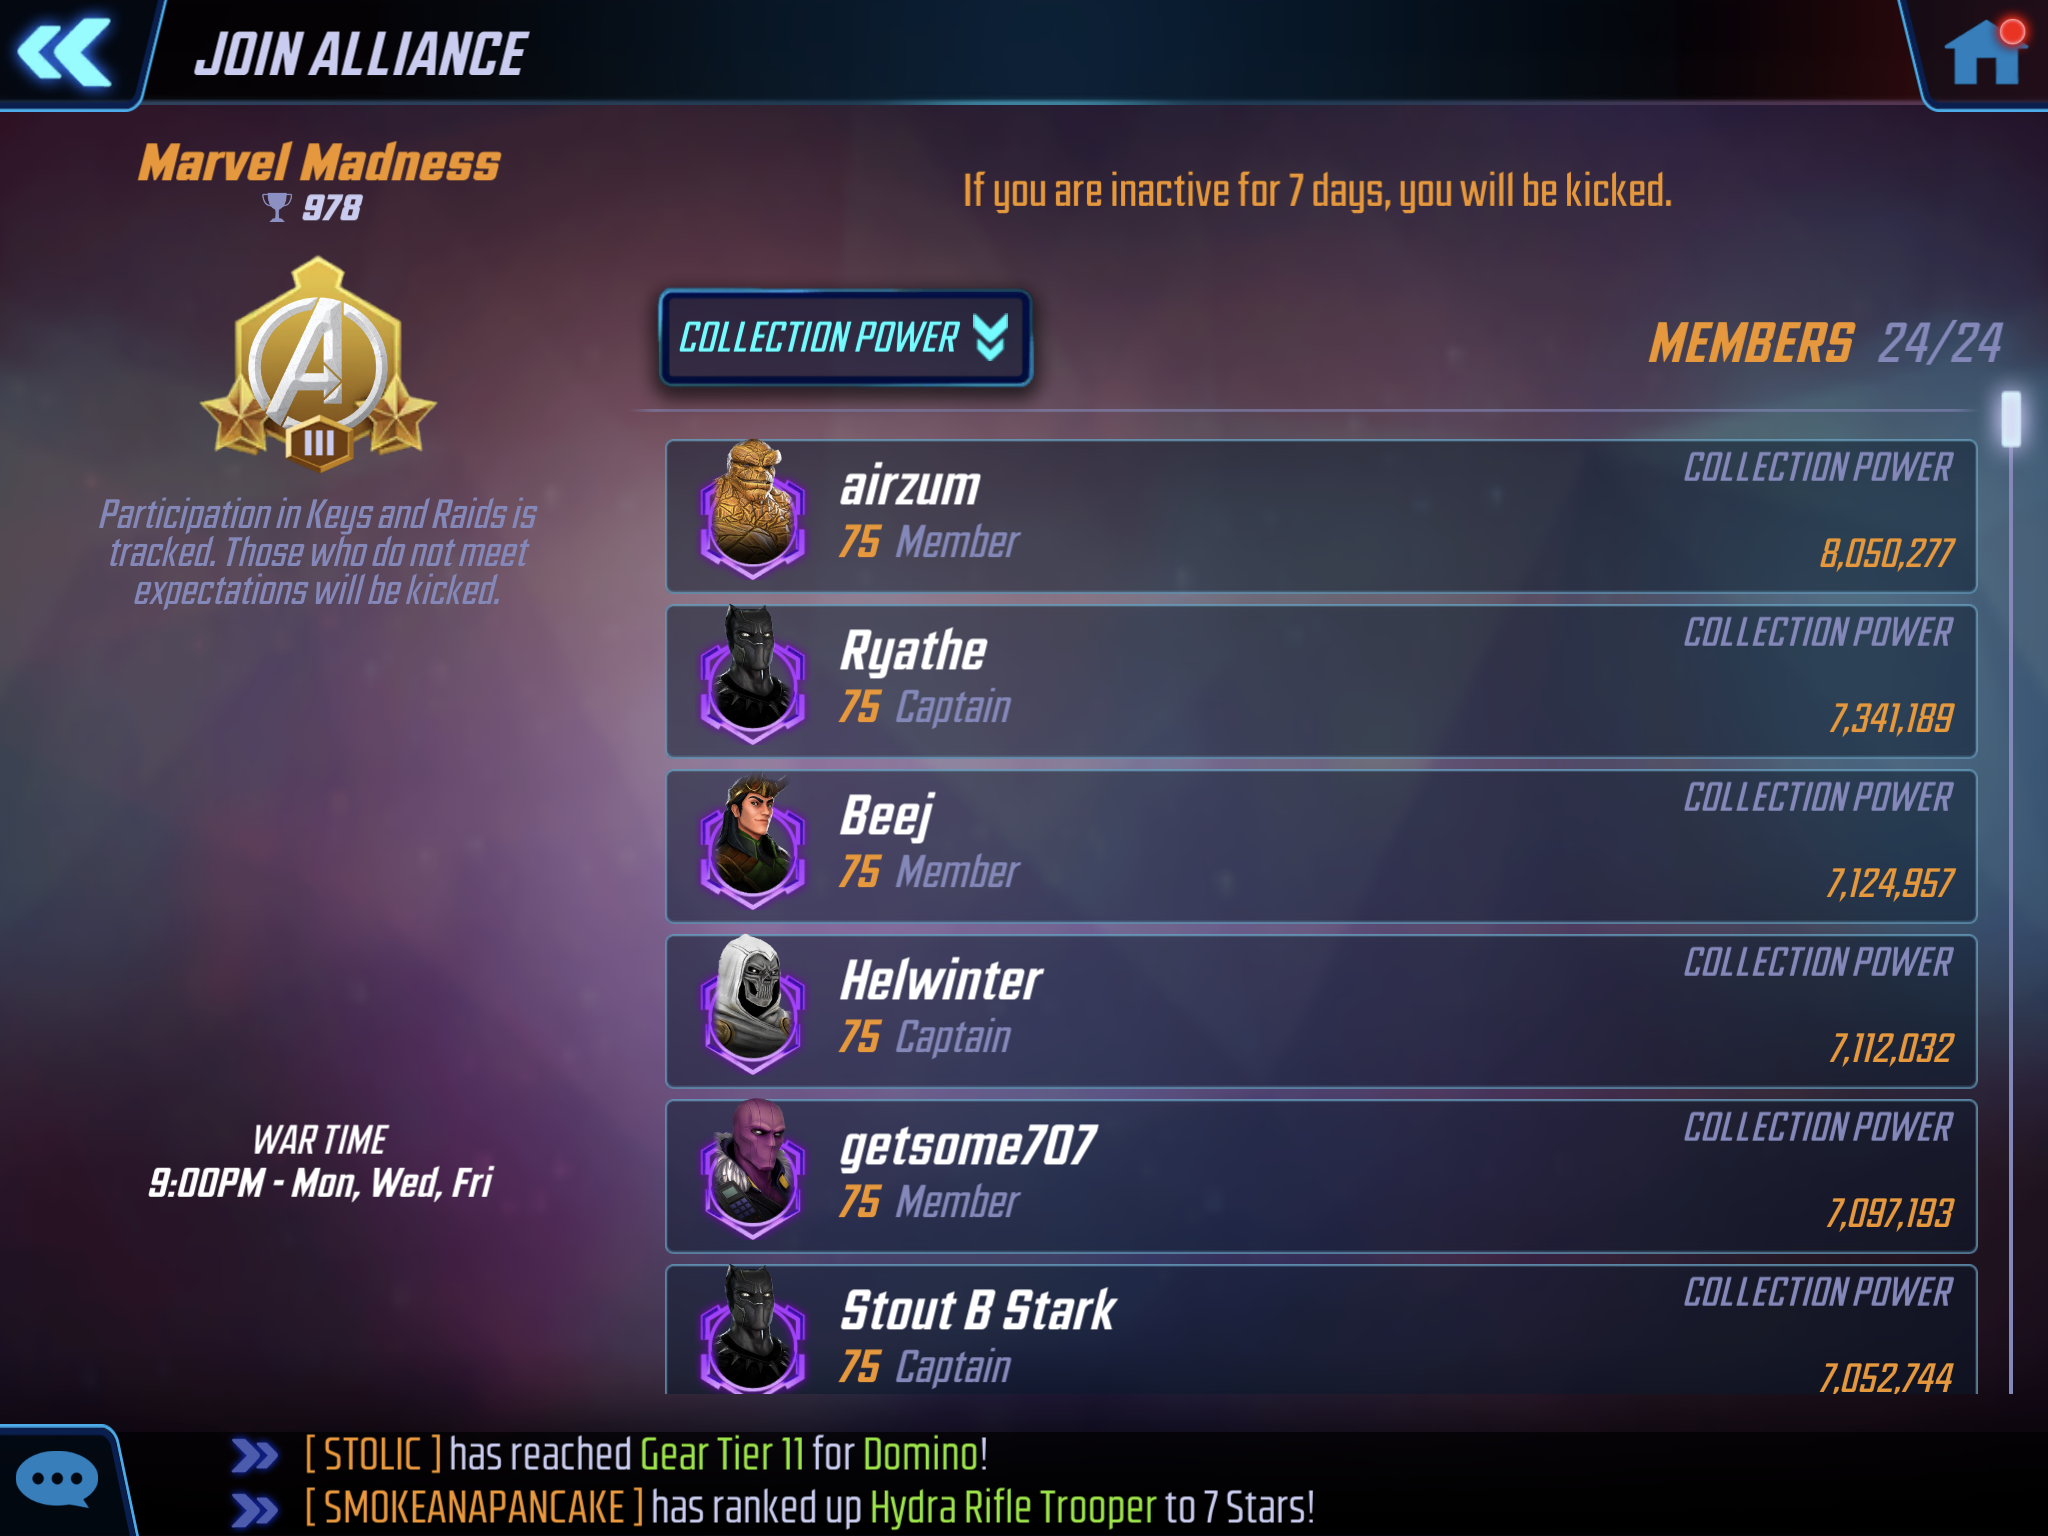 JOIN ALLIANCE
Marvel Madness
978
III
Participation in Keys and Raids is
tracked. Those who do not meet
expectations will be kicked.
WAR TIME
9:00PM - Mon, Wed, Fri
If you are inactive for 7 days, you will be kicked.
COLLECTION POWER
MEMBERS 24/24
airzum
75 Member
COLLECTION POWER
8,050,277
Ryathe
75 Captain
COLLECTION POWER
7,341,189
Beej
75 Member
COLLECTION POWER
7,124,957
Helwinter
75 Captain
COLLECTION POWER
7,112,032
getsome707
75 Member
COLLECTION POWER
7,097,193
Stout B Stark
75 Captain
COLLECTION POWER
7,052,744
[ STOLIC ] has reached Gear Tier 11 for Domino!
[ SMOKEANAPANCAKE ] has ranked up Hydra Rifle Trooper to 7 Stars!